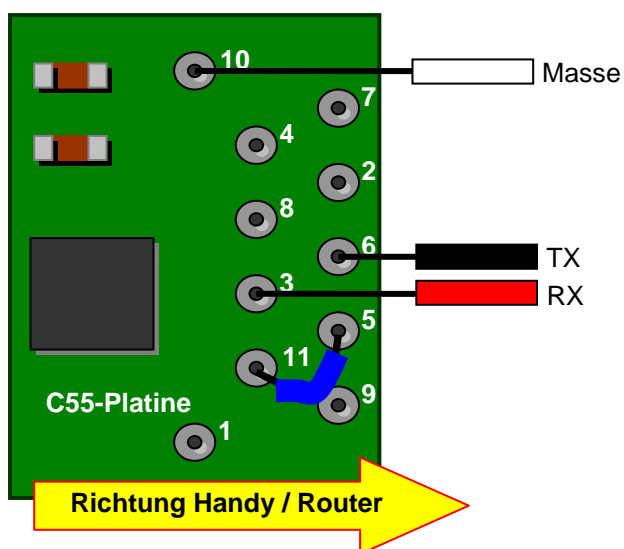 10
Masse
7
4
2
8
6
TX
3
RX
5
11
C55-Platine
9
1
Richtung Handy / Router